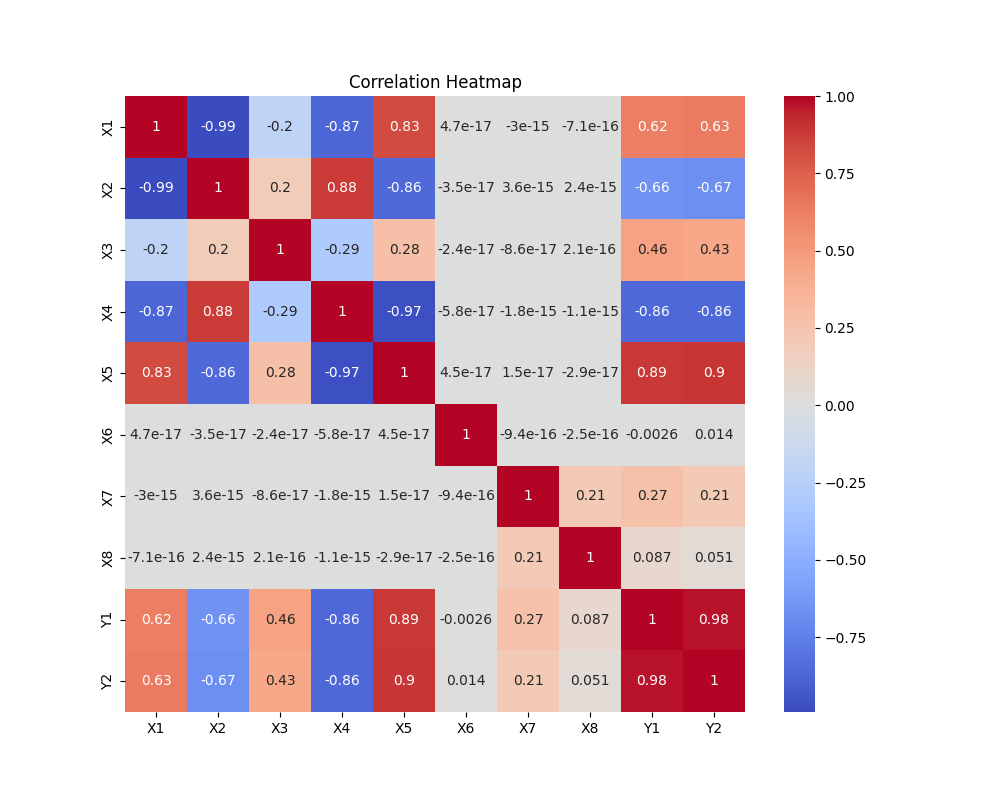 Correlation Heatmap
X1 1 -0.99 -0.2 -0.87 0.83 4.7e-17 -3e-15 -7.1e-16 0.62 0.63
X2 -0.99 1 0.2 0.88 -0.86 -3.5e-17 3.6e-15 2.4e-15 -0.66 -0.67
X3 -0.2 0.2 1 -0.29 0.28 -2.4e-17 -8.6e-17 2.1e-16 0.46 0.43
X4 -0.87 0.88 -0.29 1 -0.97 -5.8e-17 -1.8e-15 -1.1e-15 -0.86 -0.86
X5 0.83 -0.86 0.28 -0.97 1 4.5e-17 1.5e-17 -2.9e-17 0.89 0.9
X6 4.7e-17 -3.5e-17 -2.4e-17 -5.8e-17 4.5e-17 1 -9.4e-16 -2.5e-16 -0.0026 0.014
X7 -3e-15 3.6e-15 -8.6e-17 -1.8e-15 1.5e-17 -9.4e-16 1 0.21 0.27 0.21
X8 -7.1e-16 2.4e-15 2.1e-16 -1.1e-15 -2.9e-17 -2.5e-16 0.21 1 0.087 0.051
Y1 0.62 -0.66 0.46 -0.86 0.89 -0.0026 0.27 0.087 1 0.98
Y2 0.63 -0.67 0.43 -0.86 0.9 0.014 0.21 0.051 0.98 1
X1 X2 X3 X4 X5 X6 X7 X8 Y1 Y2
1.00
0.75
0.50
0.25
0.00
−0.25
−0.50
−0.75